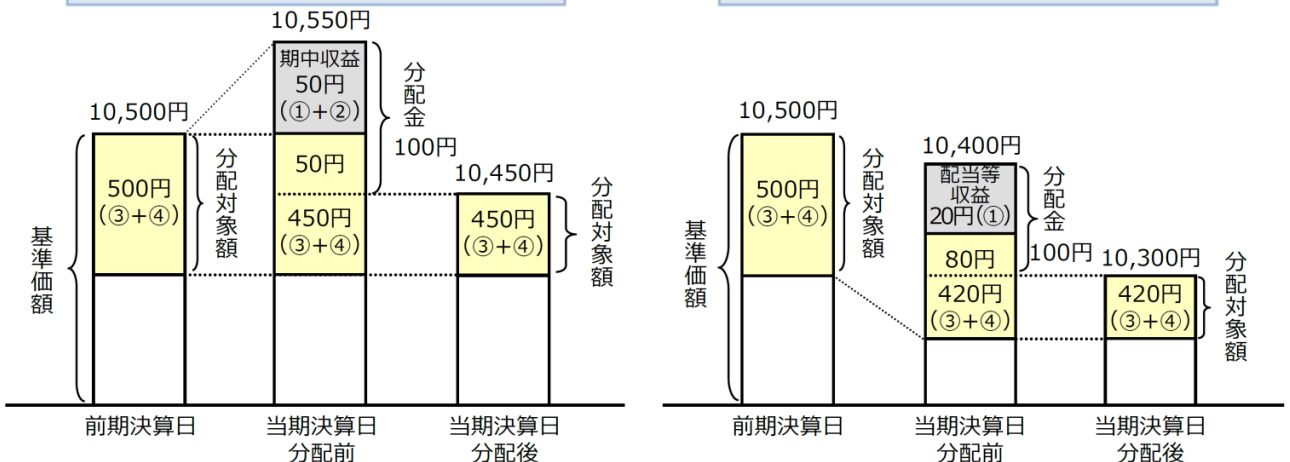 10,550円
期中収益
50円
(①+②)
分配金
100円
10,500円
50円
10,450円
500円
(③+④)
分配対象額
450円
(③+④)
450円
(③+④)
分配対象額
基準価額
前期決算日
当期決算日
分配前
当期決算日
分配後
10,500円
10,400円
配当等
収益
20円(①)
分配金
100円
500円
(③+④)
分配対象額
80円
10,300円
420円
(③+④)
420円
(③+④)
分配対象額
基準価額
前期決算日
当期決算日
分配前
当期決算日
分配後